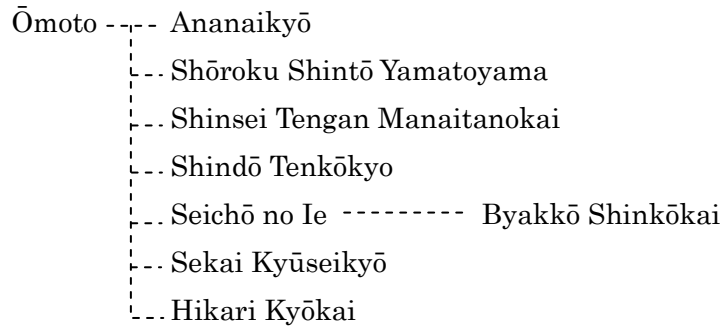 Ōmoto Ananaikyō
Shōroku Shintō Yamatoyama
Shinsei Tengan Manaitanokai
Shindō Tenkōkyo
Seichō no Ie Byakkō Shinkōkai
Sekai Kyūseikyō
Hikari Kyōkai